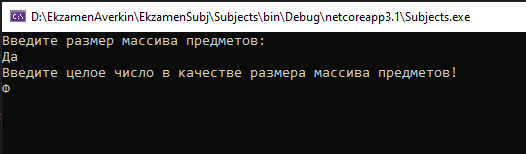 D:\EkzamenAverkin\EkzamenSubj\Subjects\bin\Debug\netcoreapp3.1\Subjects.exe
Введите размер массива предметов:
Да
Введите целое число в качестве размера массива предметов!
Ф